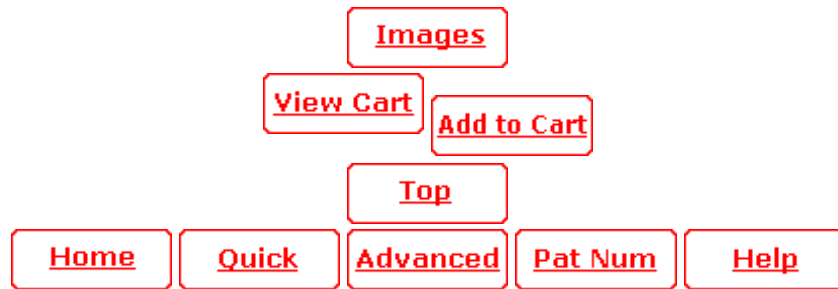 Images
View Cart
Add to Cart
Top
Home Quick Advanced Pat Num Help